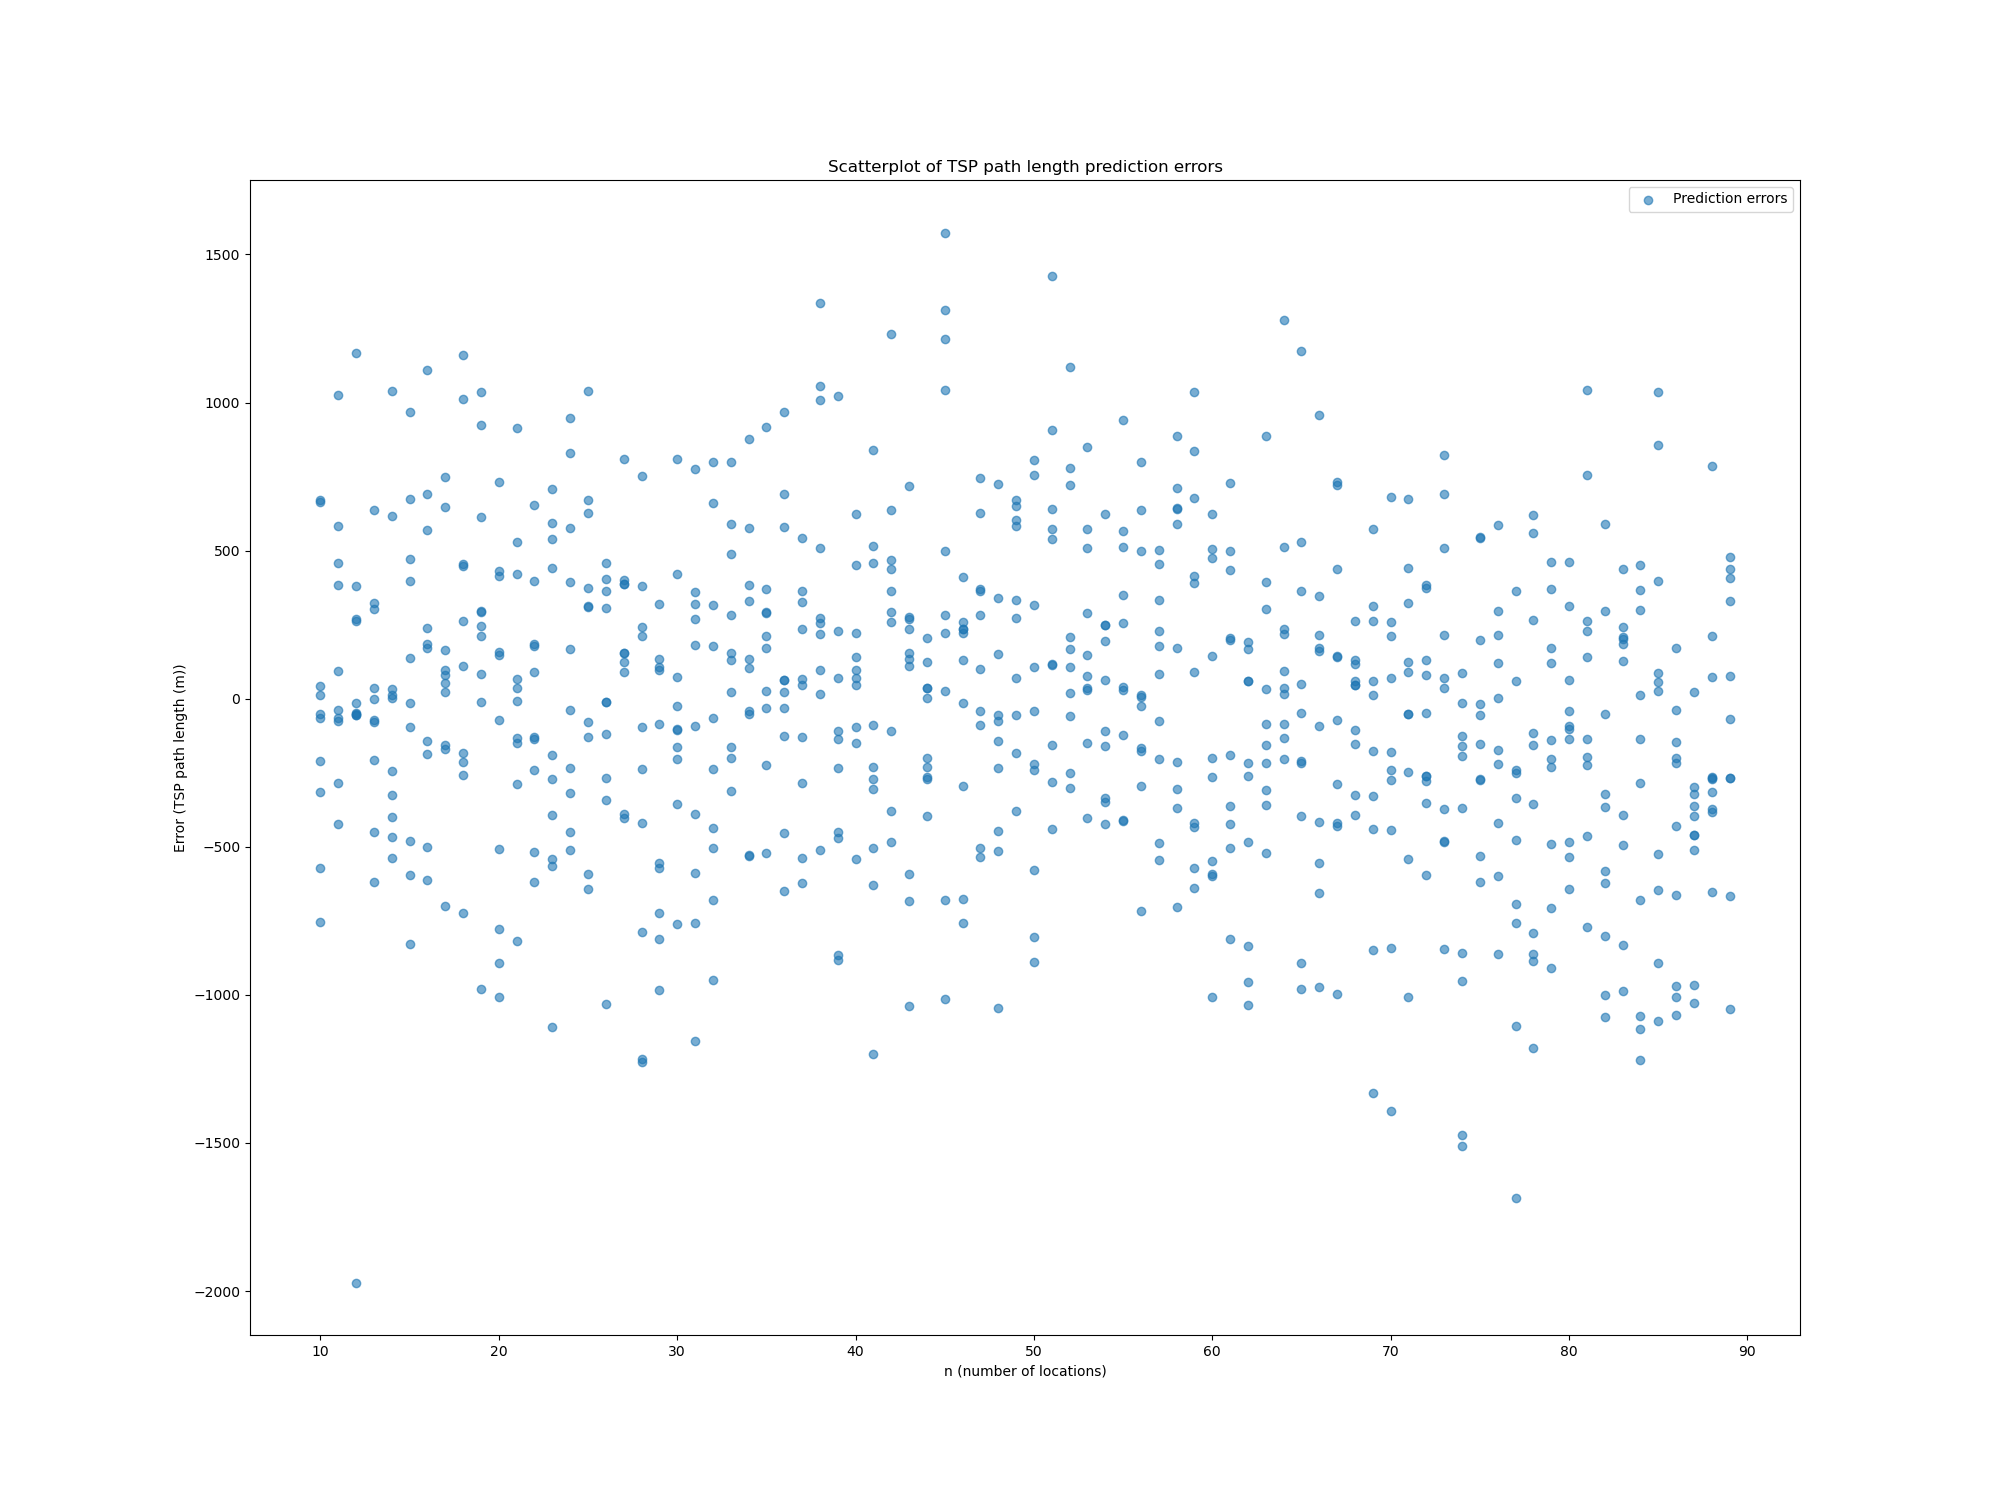 Scatterplot of TSP path length prediction errors
Prediction errors
1500
1000
500
0
−500
−1000
−1500
−2000
Error (TSP path length (m))
10 20 30 40 50 60 70 80 90
n (number of locations)